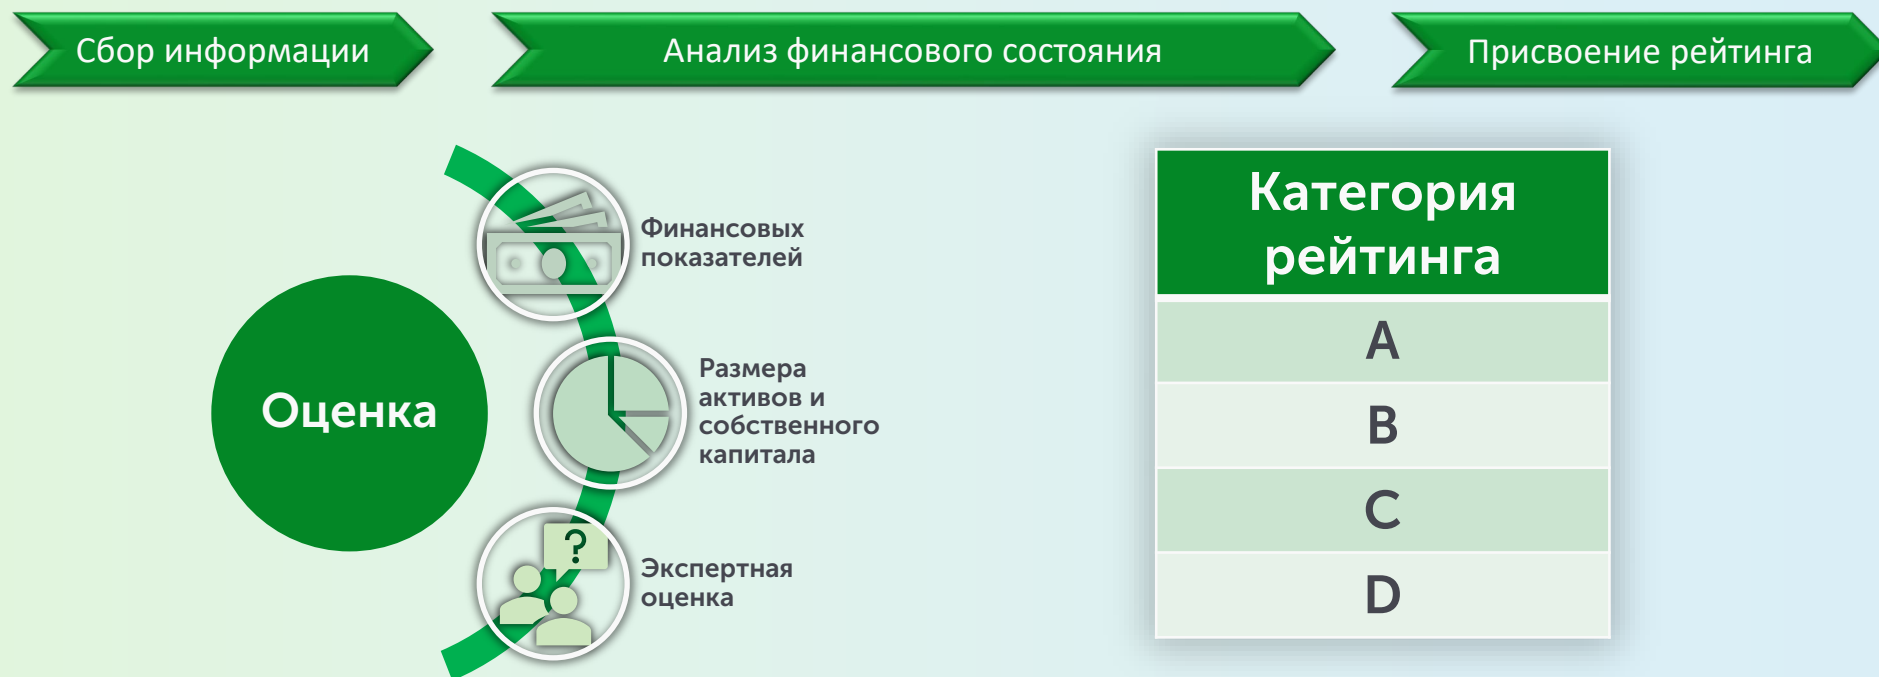 Сбор информации
Анализ финансового состояния
Присвоение рейтинга
Оценка
Финансовых
показателей
Размера
активов и
собственного
капитала
?
Экспертная
оценка
Категория
рейтинга
A
B
C
D